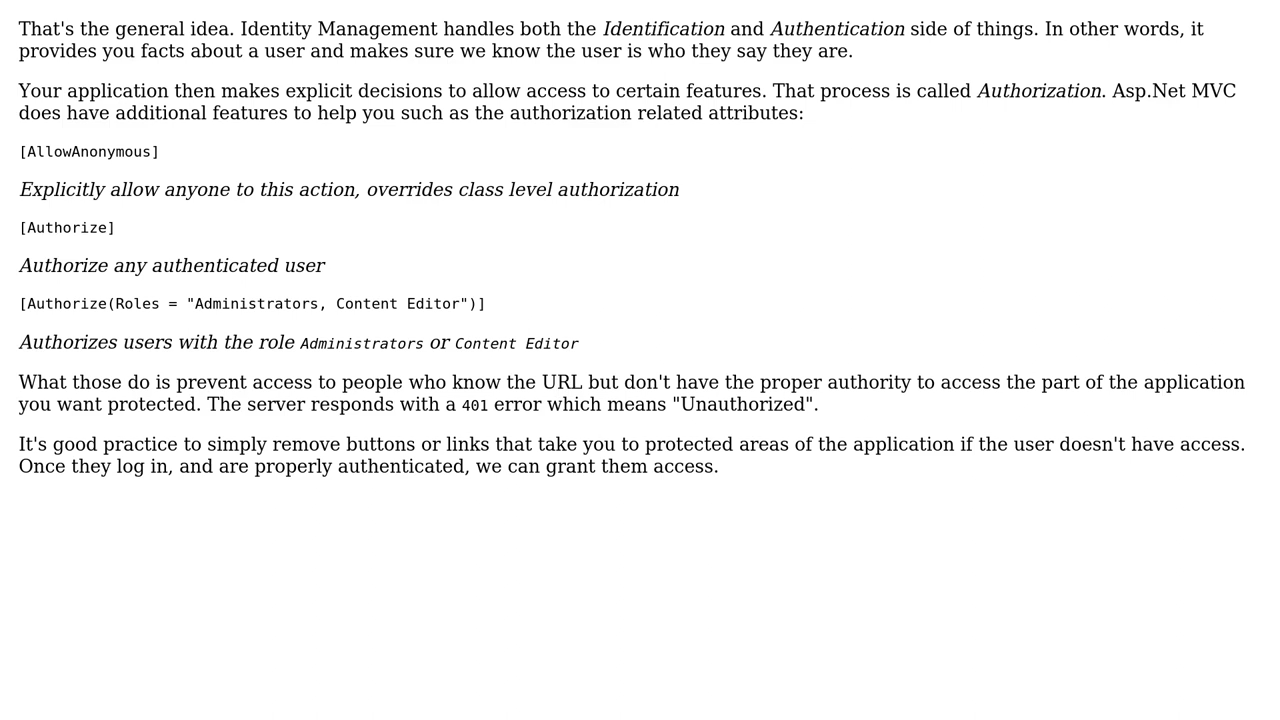 That's the general idea. Identity Management handles both the Identification and Authentication side of things. In other words, it
provides you facts about a user and makes sure we know the user is who they say they are.
Your application then makes explicit decisions to allow access to certain features. That process is called Authorization. Asp.Net MVC
does have additional features to help you such as the authorization related attributes:
[AllowAnonymous]
Explicitly allow anyone to this action, overrides class level authorization
[Authorize]
Authorize any authenticated user
[Authorize(Roles = "Administrators, Content Editor")]
Authorizes users with the role Administrators or Content Editor
What those do is prevent access to people who know the URL but don't have the proper authority to access the part of the application
you want protected. The server responds with a 401 error which means "Unauthorized".
It's good practice to simply remove buttons or links that take you to protected areas of the application if the user doesn't have access.
Once they log in, and are properly authenticated, we can grant them access.